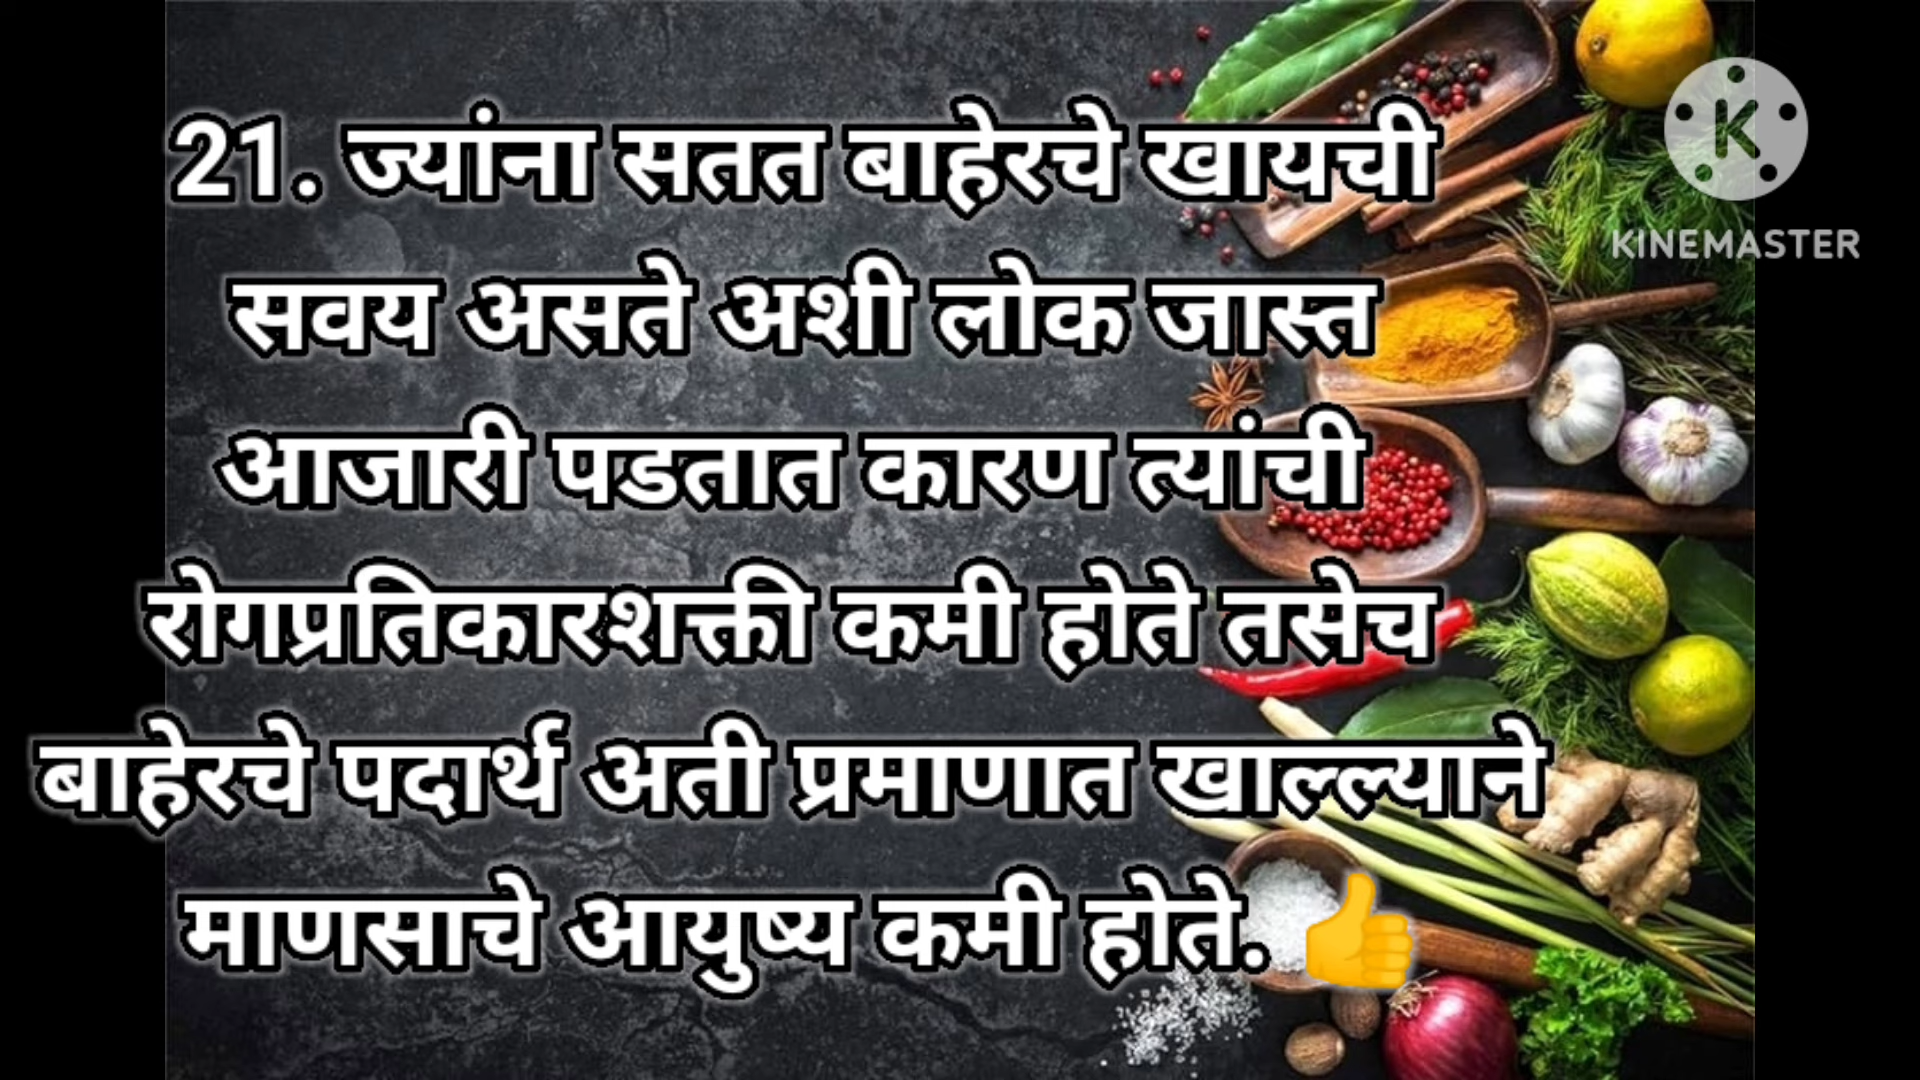 21. ज्यांना सतत बाहेरचे खायची
सवय असते अशी लोक जास्त
आजारी पडतात कारण त्यांची
रोगप्रतिकारशक्ती कमी होते तसेच
बाहेरचे पदार्थ अती प्रमाणात खाल्ल्याने
माणसाचे आयुष्य कमी होते. 👍
K
KINEMASTER